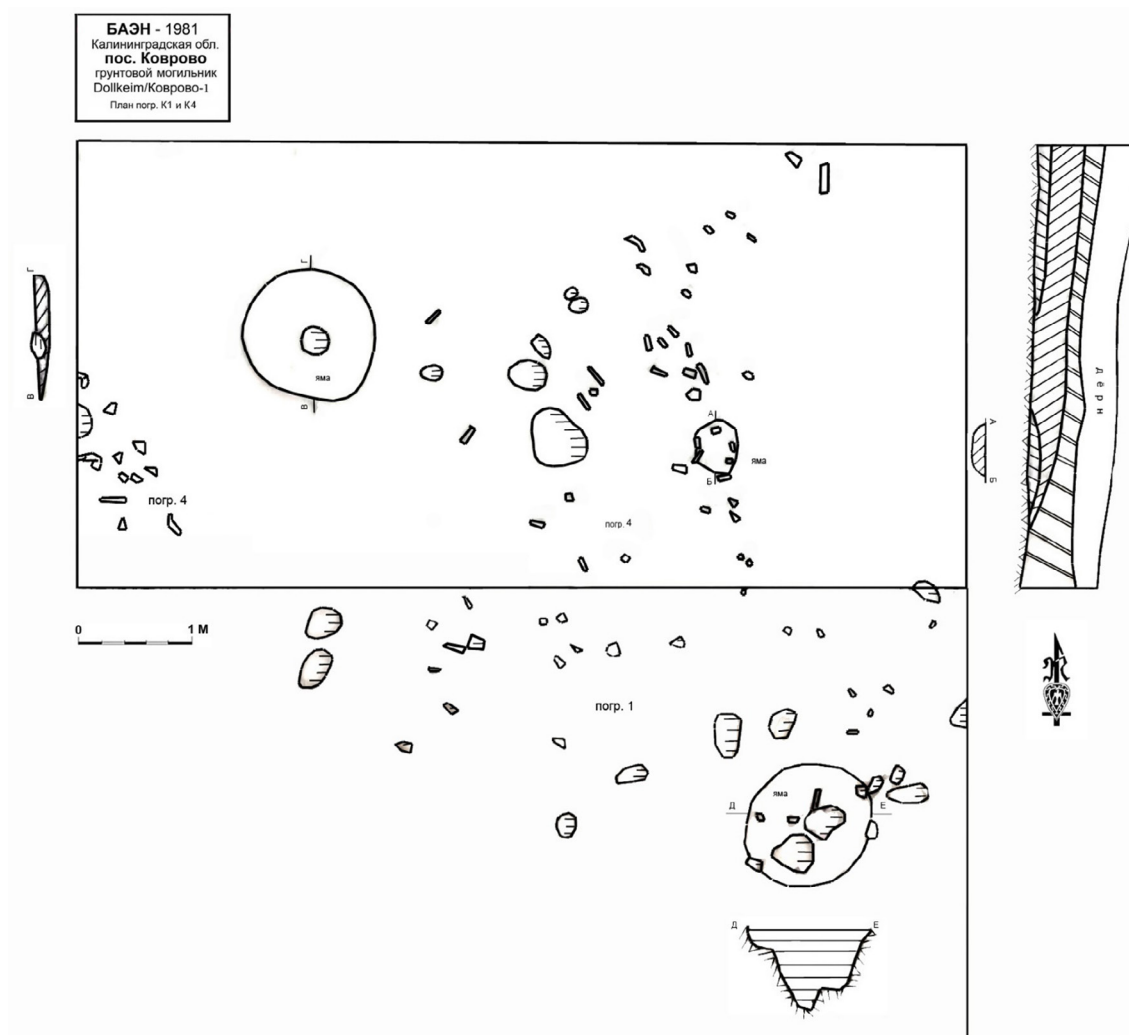 БАЭН - 1981
Калининградская обл.
пос. Коврово
грунтовой могильник
Dollkeim/Коврово-1
План погр. К1 и К4
Г
яма
В
Г
В
А
Б
яма
А
Б
дёрн
погр. 4
погр. 4
0 1 М
погр. 1
яма
Д Е
Д Е